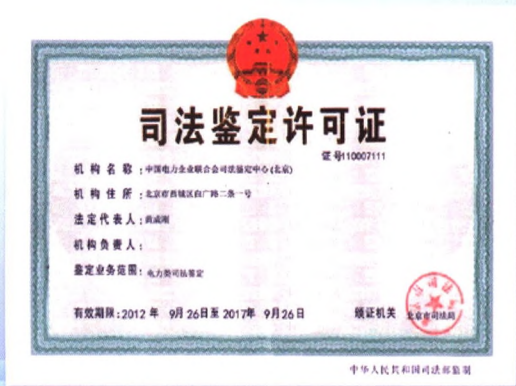 司法鉴定许可证
证号110007111
机构名称：中国电力企业联合会司法鉴定中心(北京)
机构住所：北京市西城区白广路二条一号
法定代表人：
机构负责人：
鉴定业务范围：电力类司法鉴定
有效期限：2012年 9月26日至2017年 9月26日 颁证机关 北京市司法局
中华人民共和国司法部监制